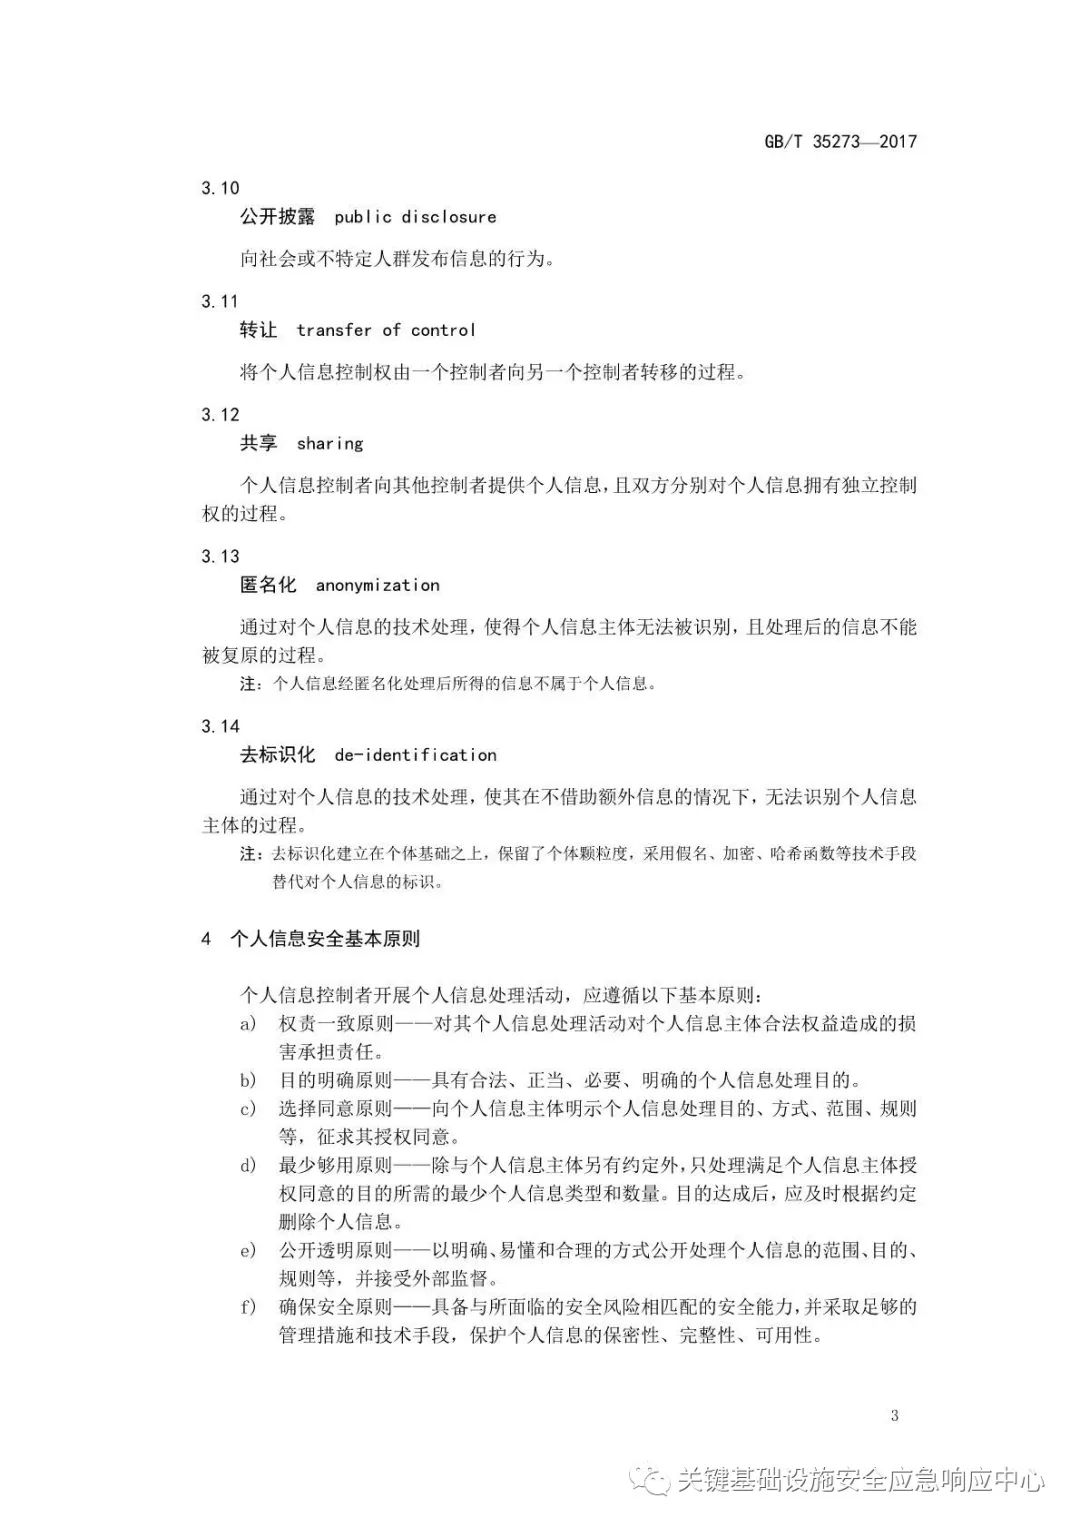 GB/T 35273—2017
3.10
公开披露 public disclosure
向社会或不特定人群发布信息的行为。
3.11
转让 transfer of control
将个人信息控制权由一个控制者向另一个控制者转移的过程。
3.12
共享 sharing
个人信息控制者向其他控制者提供个人信息,且双方分别对个人信息拥有独立控制
权的过程。
3.13
匿名化 anonymization
通过对个人信息的技术处理，使得个人信息主体无法被识别，且处理后的信息不能
被复原的过程。
注：个人信息经匿名化处理后所得的信息不属于个人信息。
3.14
去标识化 de-identification
通过对个人信息的技术处理，使其在不借助额外信息的情况下，无法识别个人信息
主体的过程。
注：去标识化建立在个体基础之上，保留了个体颗粒度，采用假名、加密、哈希函数等技术手段
替代对个人信息的标识。
4 个人信息安全基本原则
个人信息控制者开展个人信息处理活动，应遵循以下基本原则：
a) 权责一致原则——对其个人信息处理活动对个人信息主体合法权益造成的损
害承担责任。
b) 目的明确原则——具有合法、正当、必要、明确的个人信息处理目的。
c) 选择同意原则——向个人信息主体明示个人信息处理目的、方式、范围、规则
等，征求其授权同意。
d) 最少够用原则——除与个人信息主体另有约定外,只处理满足个人信息主体授
权同意的目的所需的最少个人信息类型和数量。目的达成后，应及时根据约定
删除个人信息。
e) 公开透明原则——以明确、易懂和合理的方式公开处理个人信息的范围、目的、
规则等，并接受外部监督。
f) 确保安全原则——具备与所面临的安全风险相匹配的安全能力,并采取足够的
管理措施和技术手段，保护个人信息的保密性、完整性、可用性。
3
关键基础设施安全应急响应中心